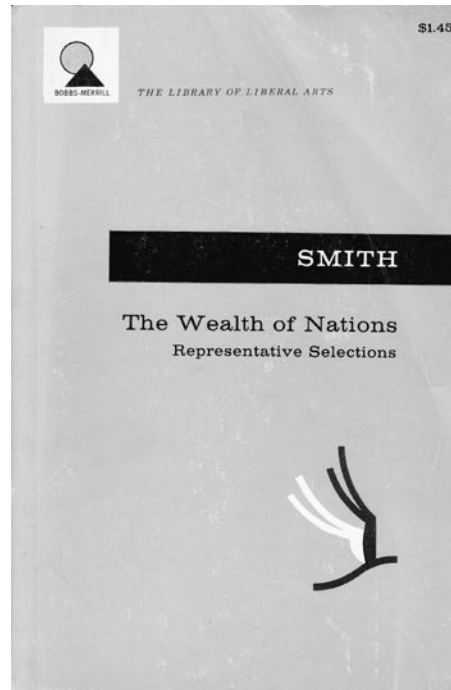 $1.45
BOBBS-MERRILL
THE LIBRARY OF LIBERAL ARTS
SMITH
The Wealth of Nations
Representative Selections